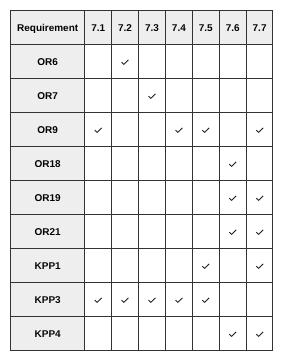 Requirement 7.1 7.2 7.3 7.4 7.5 7.6 7.7
OR6 ✓
OR7 ✓
OR9 ✓ ✓ ✓ ✓
OR18 ✓
OR19 ✓ ✓
OR21 ✓ ✓
KPP1 ✓ ✓
KPP3 ✓ ✓ ✓ ✓ ✓
KPP4 ✓ ✓